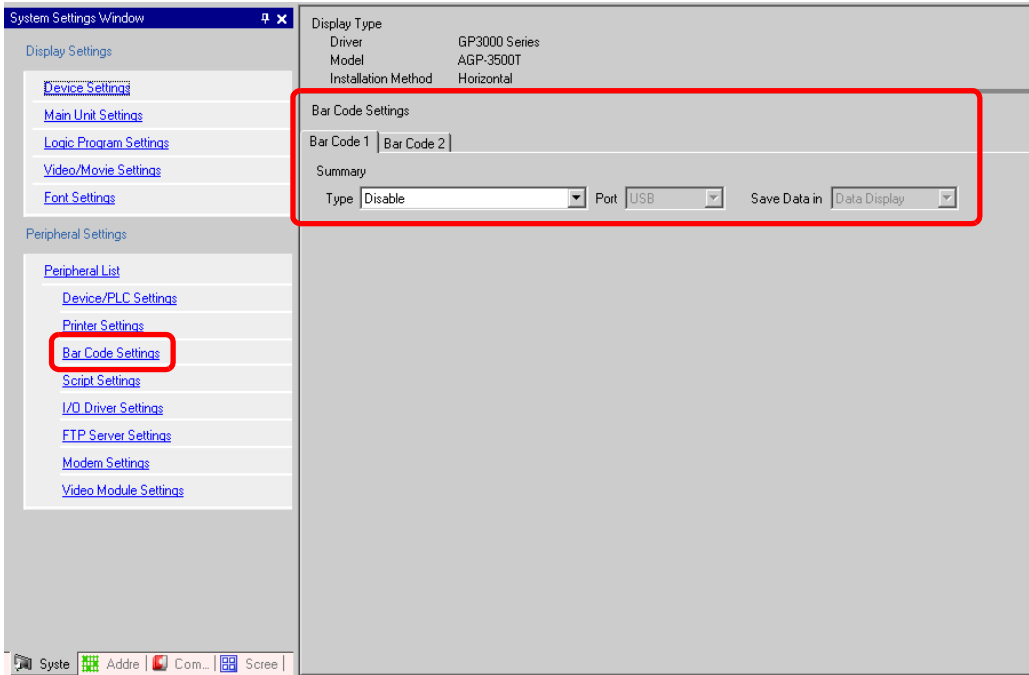 System Settings Window
Display Settings
Device Settings
Main Unit Settings
Logic Program Settings
Video/Movie Settings
Font Settings
Peripheral Settings
Peripheral List
Device/PLC Settings
Printer Settings
Bar Code Settings
Script Settings
I/O Driver Settings
FTP Server Settings
Modem Settings
Video Module Settings
Syste Addre Com... Scree
Display Type
Driver GP3000 Series
Model AGP-3500T
Installation Method Horizontal
Bar Code Settings
Bar Code 1 Bar Code 2
Summary
Type Disable Port USB Save Data in Data Display